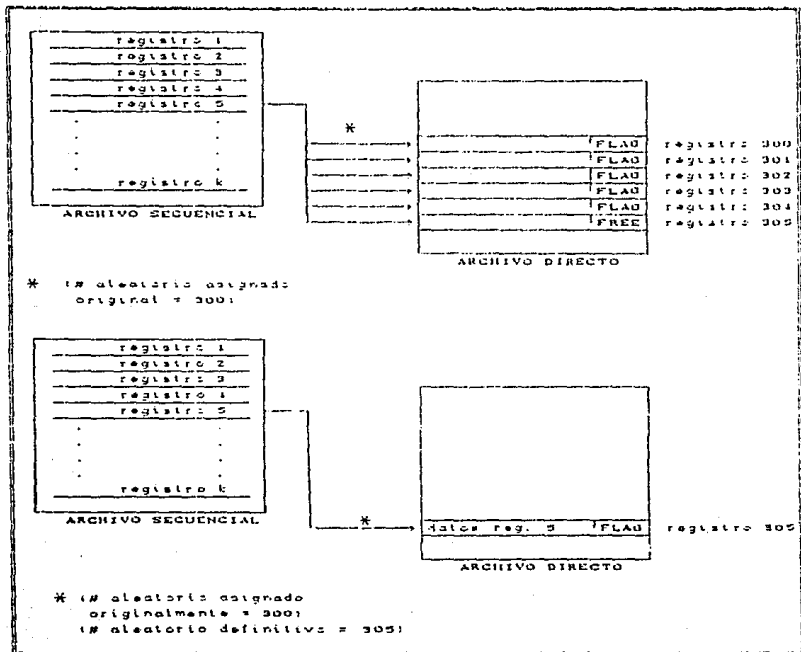 registro 1
registro 2
registro 3
registro 4
registro 5
registro k
ARCHIVO SECUENCIAL
*
FLAG registro 300
FLAG registro 301
FLAG registro 302
FLAG registro 303
FLAG registro 304
FREE registro 305
ARCHIVO DIRECTO
* (# aleatorio asignado
original = 300)
registro 1
registro 2
registro 3
registro 4
registro 5
registro k
ARCHIVO SECUENCIAL
*
datos reg. 5 FLAG registro 305
ARCHIVO DIRECTO
* (# aleatorio asignado
originalmente = 300)
(# aleatorio definitivo = 305)